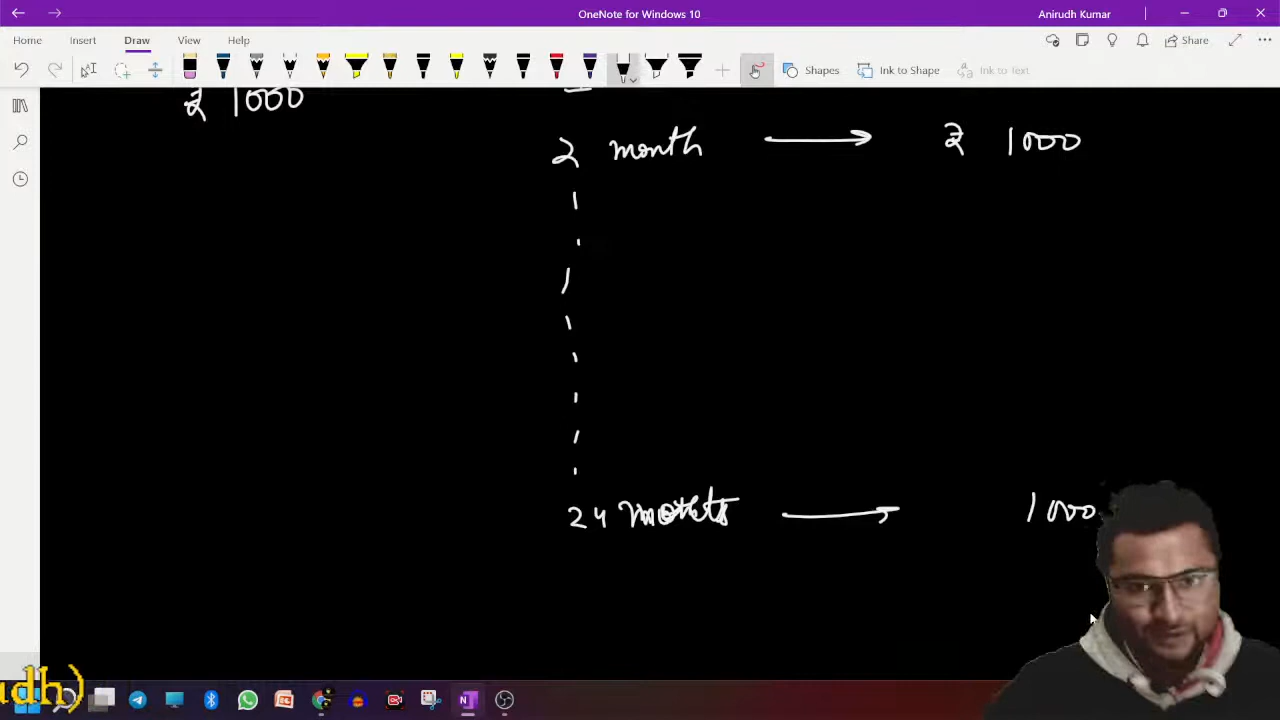 OneNote for Windows 10
Anirudh Kumar
Home Insert Draw View Help
Share
Shapes Ink to Shape Ink to Text
₹ 1000
2 month → ₹ 1000
24 months → 1000
adh)